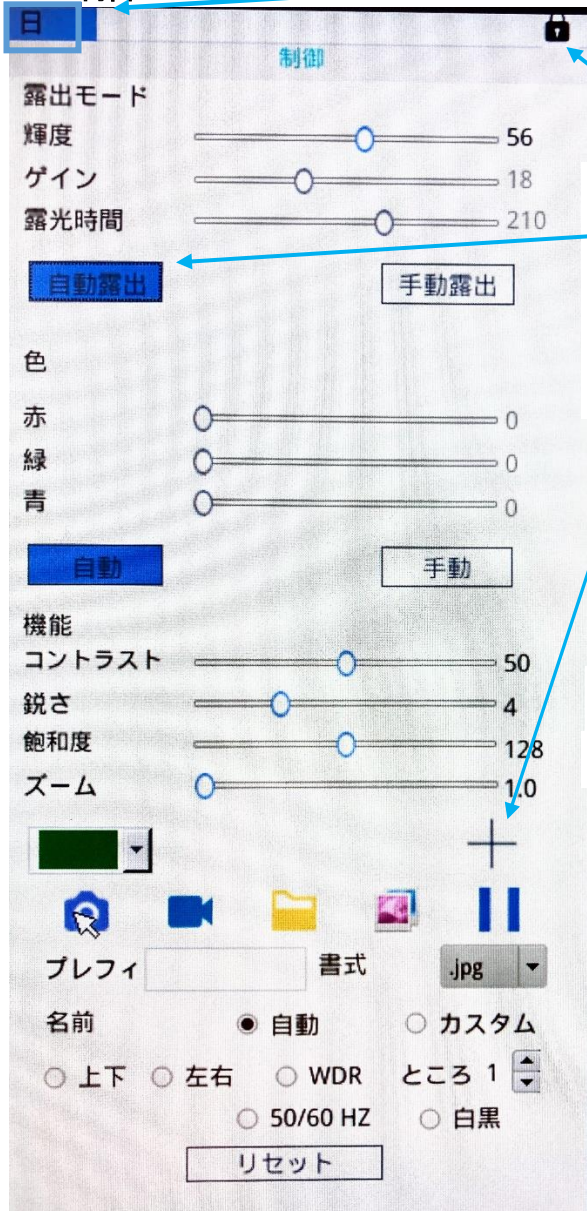 日
制御
露出モード
輝度 56
ゲイン 18
露光時間 210
自動露出 手動露出
色
赤 0
緑 0
青 0
自動 手動
機能
コントラスト 50
鋭さ 4
飽和度 128
ズーム 1.0
プレフィ 書式 .jpg
名前 自動 カスタム
上下 左右 WDR ところ 1
50/60 HZ 白黒
リセット